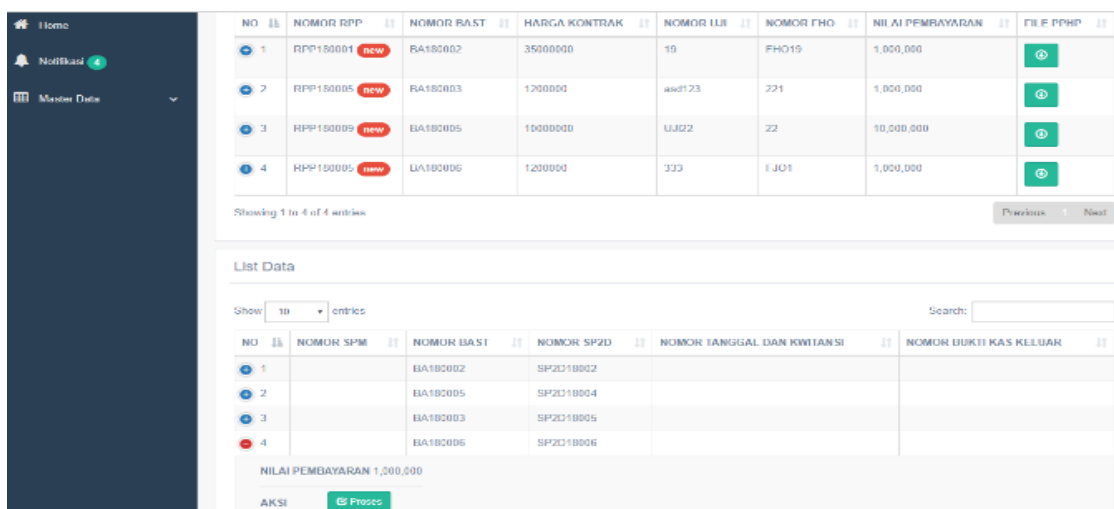 Home
Notifikasi 4
Master Data
NO NOMOR RPP NOMOR BAST HARGA KONTRAK NOMOR UJI NOMOR FHO NILAI PEMBAYARAN FILE PPHP
1 RPP180001 new BA180002 35000000 19 FHO19 1,000,000
2 RPP180005 new BA180003 1200000 asd123 221 1,000,000
3 RPP180009 new BA180005 10000000 UJI22 22 10,000,000
4 RPP180005 new BA180006 1200000 333 1,000,000
Showing 1 to 4 of 4 entries
Previous 1 Next
List Data
Show 10 entries
Search:
NO NOMOR SPM NOMOR BAST NOMOR SP2D NOMOR TANGGAL DAN KWITANSI NOMOR BUKTI KAS KELUAR
1 BA180002 SP2D18002
2 BA180005 SP2D18004
3 BA180003 SP2D18005
4 BA180006 SP2D18006
NILAI PEMBAYARAN 1,000,000
AKSI Proses